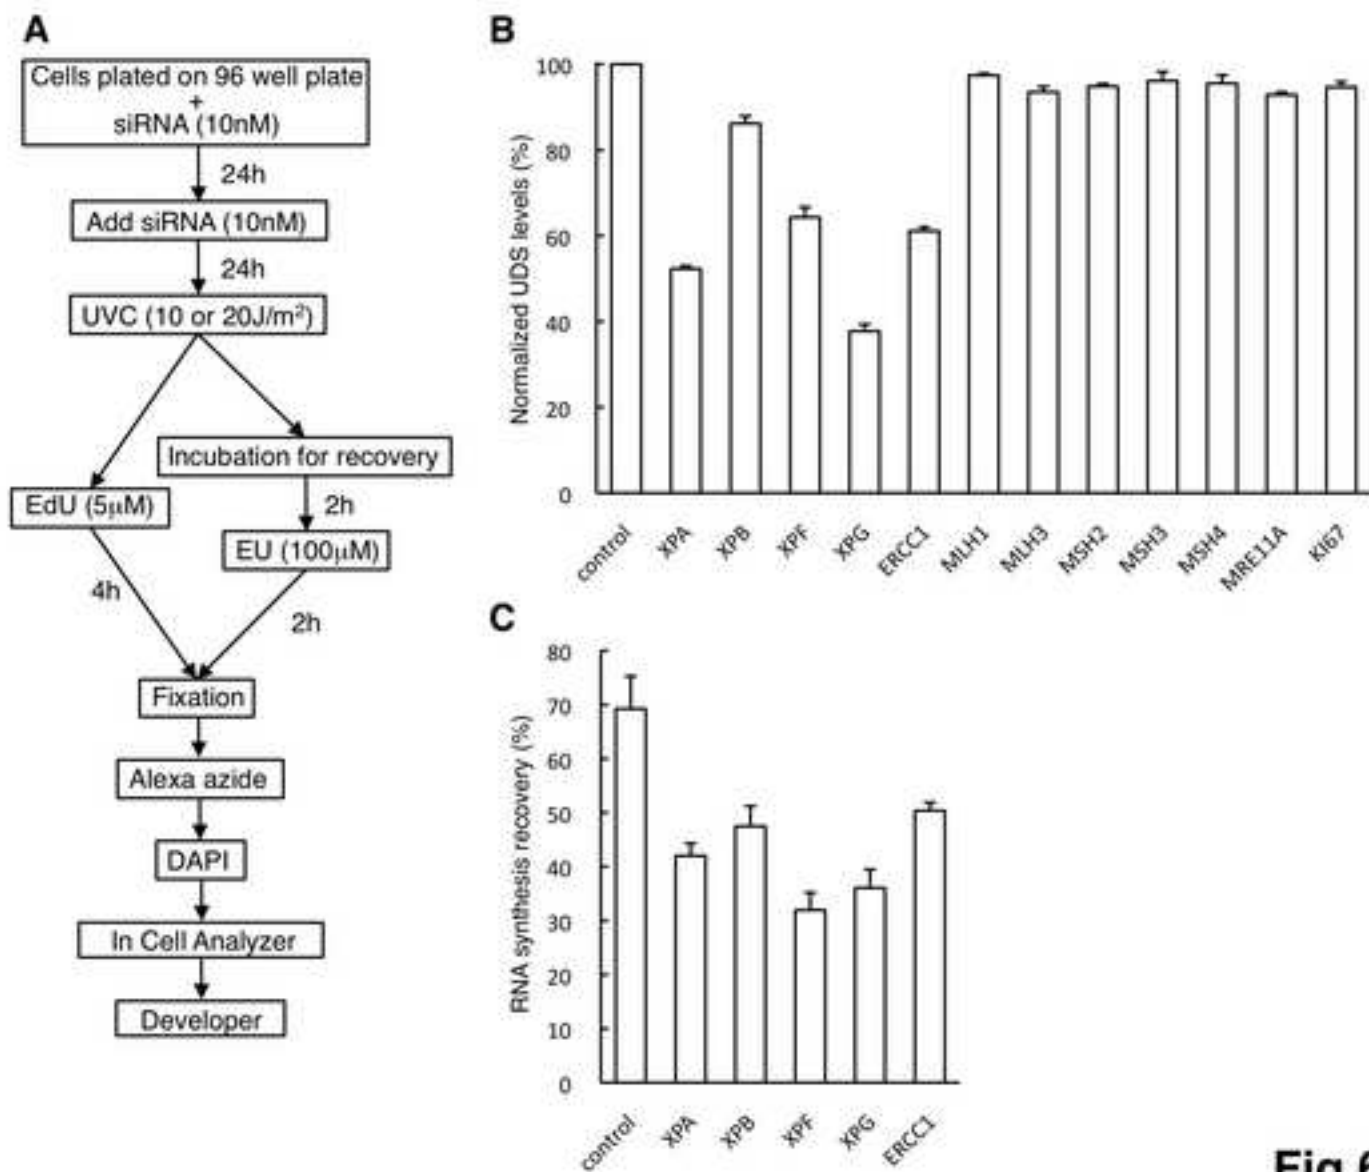 A
Cells plated on 96 well plate
+
siRNA (10nM)
24h
Add siRNA (10nM)
24h
UVC (10 or 20J/m²)
Incubation for recovery
EdU (5μM)
2h
EU (100μM)
4h
2h
Fixation
Alexa azide
DAPI
In Cell Analyzer
Developer
B
Normalized UDS levels (%)
100
80
60
40
20
0
control
XPA
XPB
XPF
XPG
ERCC1
MLH1
MLH3
MSH2
MSH3
MSH4
MRE11A
KI67
C
RNA synthesis recovery (%)
80
70
60
50
40
30
20
10
0
control
XPA
XPB
XPF
XPG
ERCC1
Fig 6